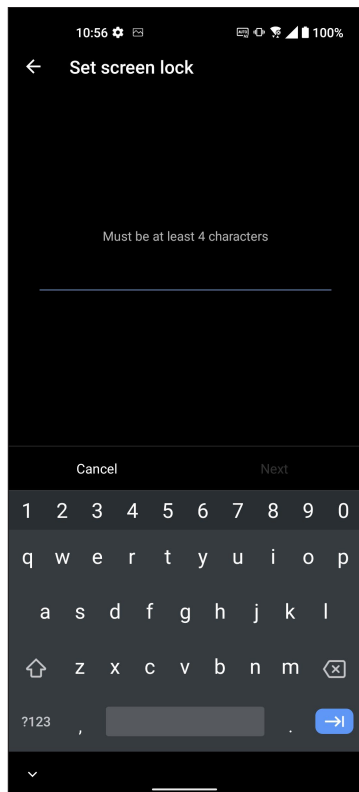 10:56 100%
Set screen lock
Must be at least 4 characters
Cancel Next
1 2 3 4 5 6 7 8 9 0
q w e r t y u i o p
a s d f g h j k l
z x c v b n m
?123 , .